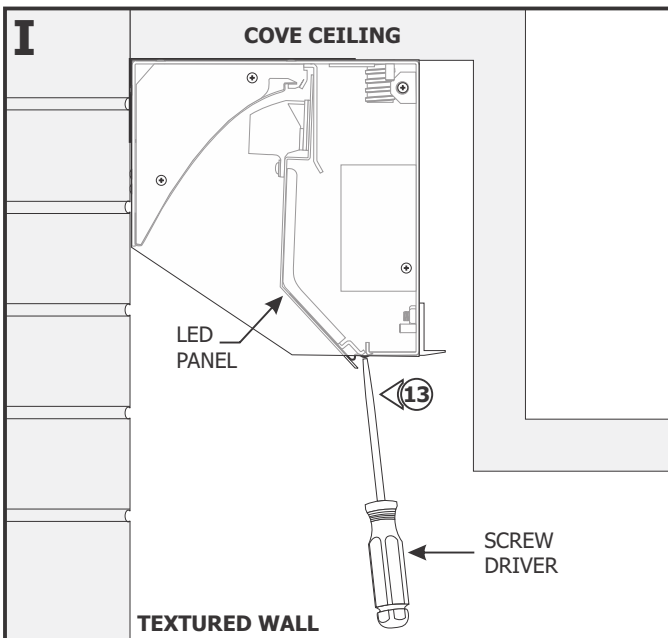 I
COVE CEILING
LED
PANEL
13
SCREW
DRIVER
TEXTURED WALL